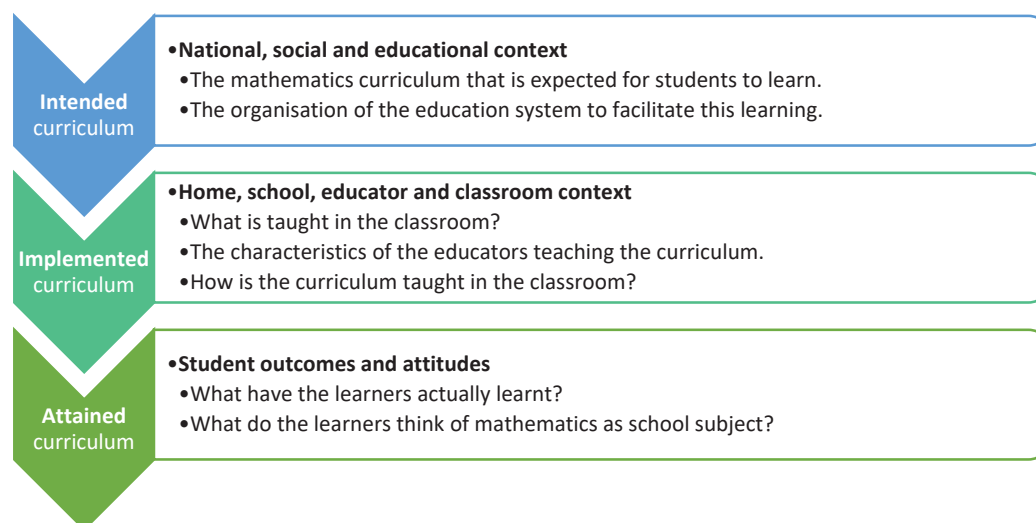 Intended
curriculum
•National, social and educational context
•The mathematics curriculum that is expected for students to learn.
•The organisation of the education system to facilitate this learning.
Implemented
curriculum
•Home, school, educator and classroom context
•What is taught in the classroom?
•The characteristics of the educators teaching the curriculum.
•How is the curriculum taught in the classroom?
Attained
curriculum
•Student outcomes and attitudes
•What have the learners actually learnt?
•What do the learners think of mathematics as school subject?